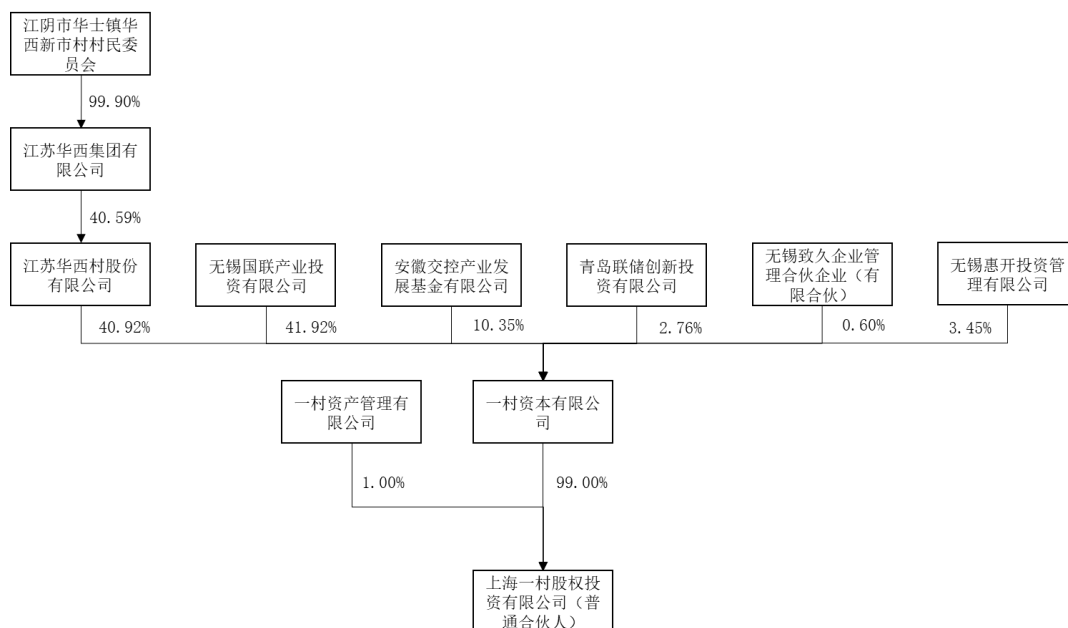 江阴市华士镇华
西新市村村民委
员会
99.90%
江苏华西集团有
限公司
40.59%
江苏华西村股份
有限公司
无锡国联产业投
资有限公司
安徽交控产业发
展基金有限公司
青岛联储创新投
资有限公司
无锡致久企业管
理合伙企业（有
限合伙）
无锡惠开投资管
理有限公司
40.92%
41.92%
10.35%
2.76%
0.60%
3.45%
一村资产管理有
限公司
一村资本有限公
司
1.00%
99.00%
上海一村股权投
资有限公司（普
通合伙人）